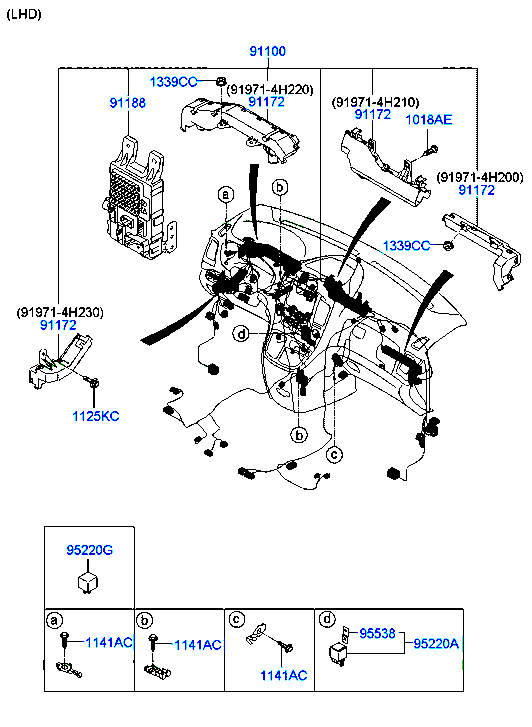 (LHD)
91100
1339CC
(91971-4H220)
91172
91188
(91971-4H210)
91172
1018AE
(91971-4H200)
91172
1339CC
a
b
(91971-4H230)
91172
d
1125KC
b
c
95220G
a
1141AC
b
1141AC
c
1141AC
d
95538
95220A